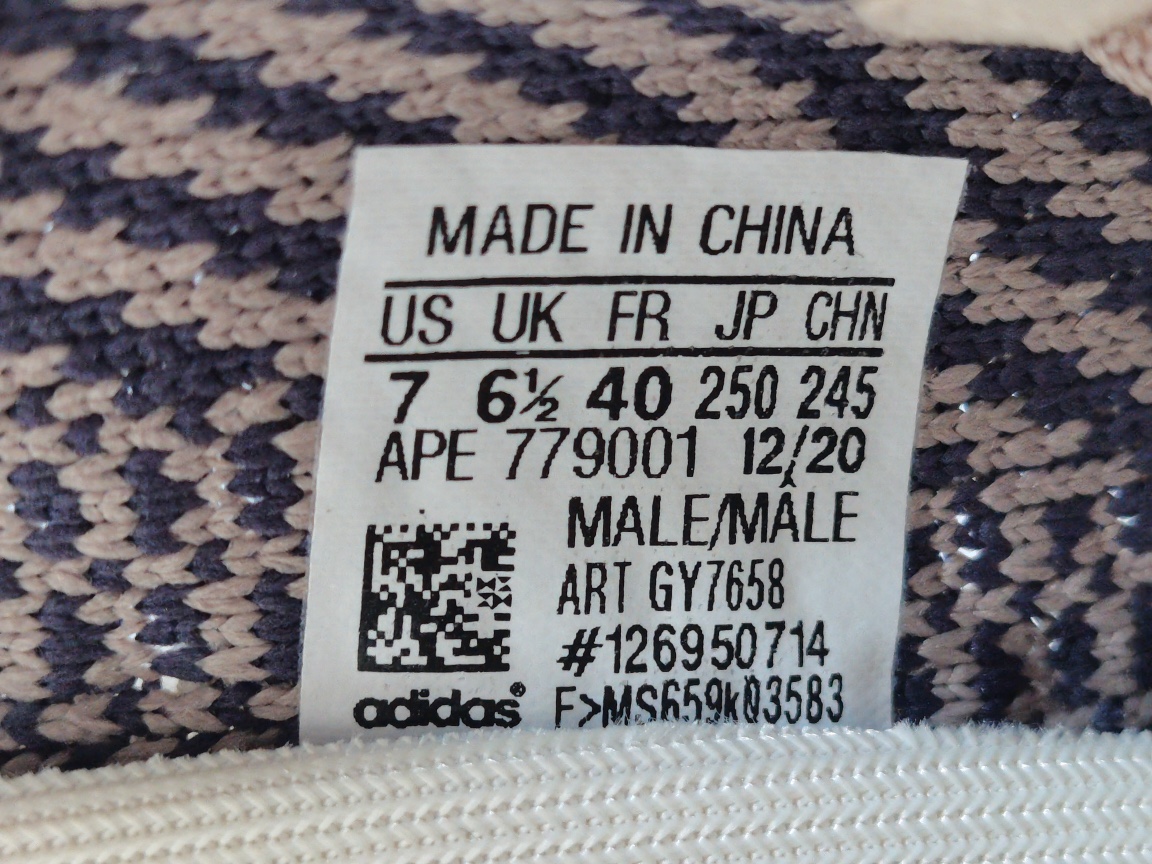 MADE IN CHINA
US UK FR JP CHN
7 6½ 40 250 245
APE 779001 12/20
MALE/MÂLE
ART GY7658
#126950714
adidas® F>MS659k03583